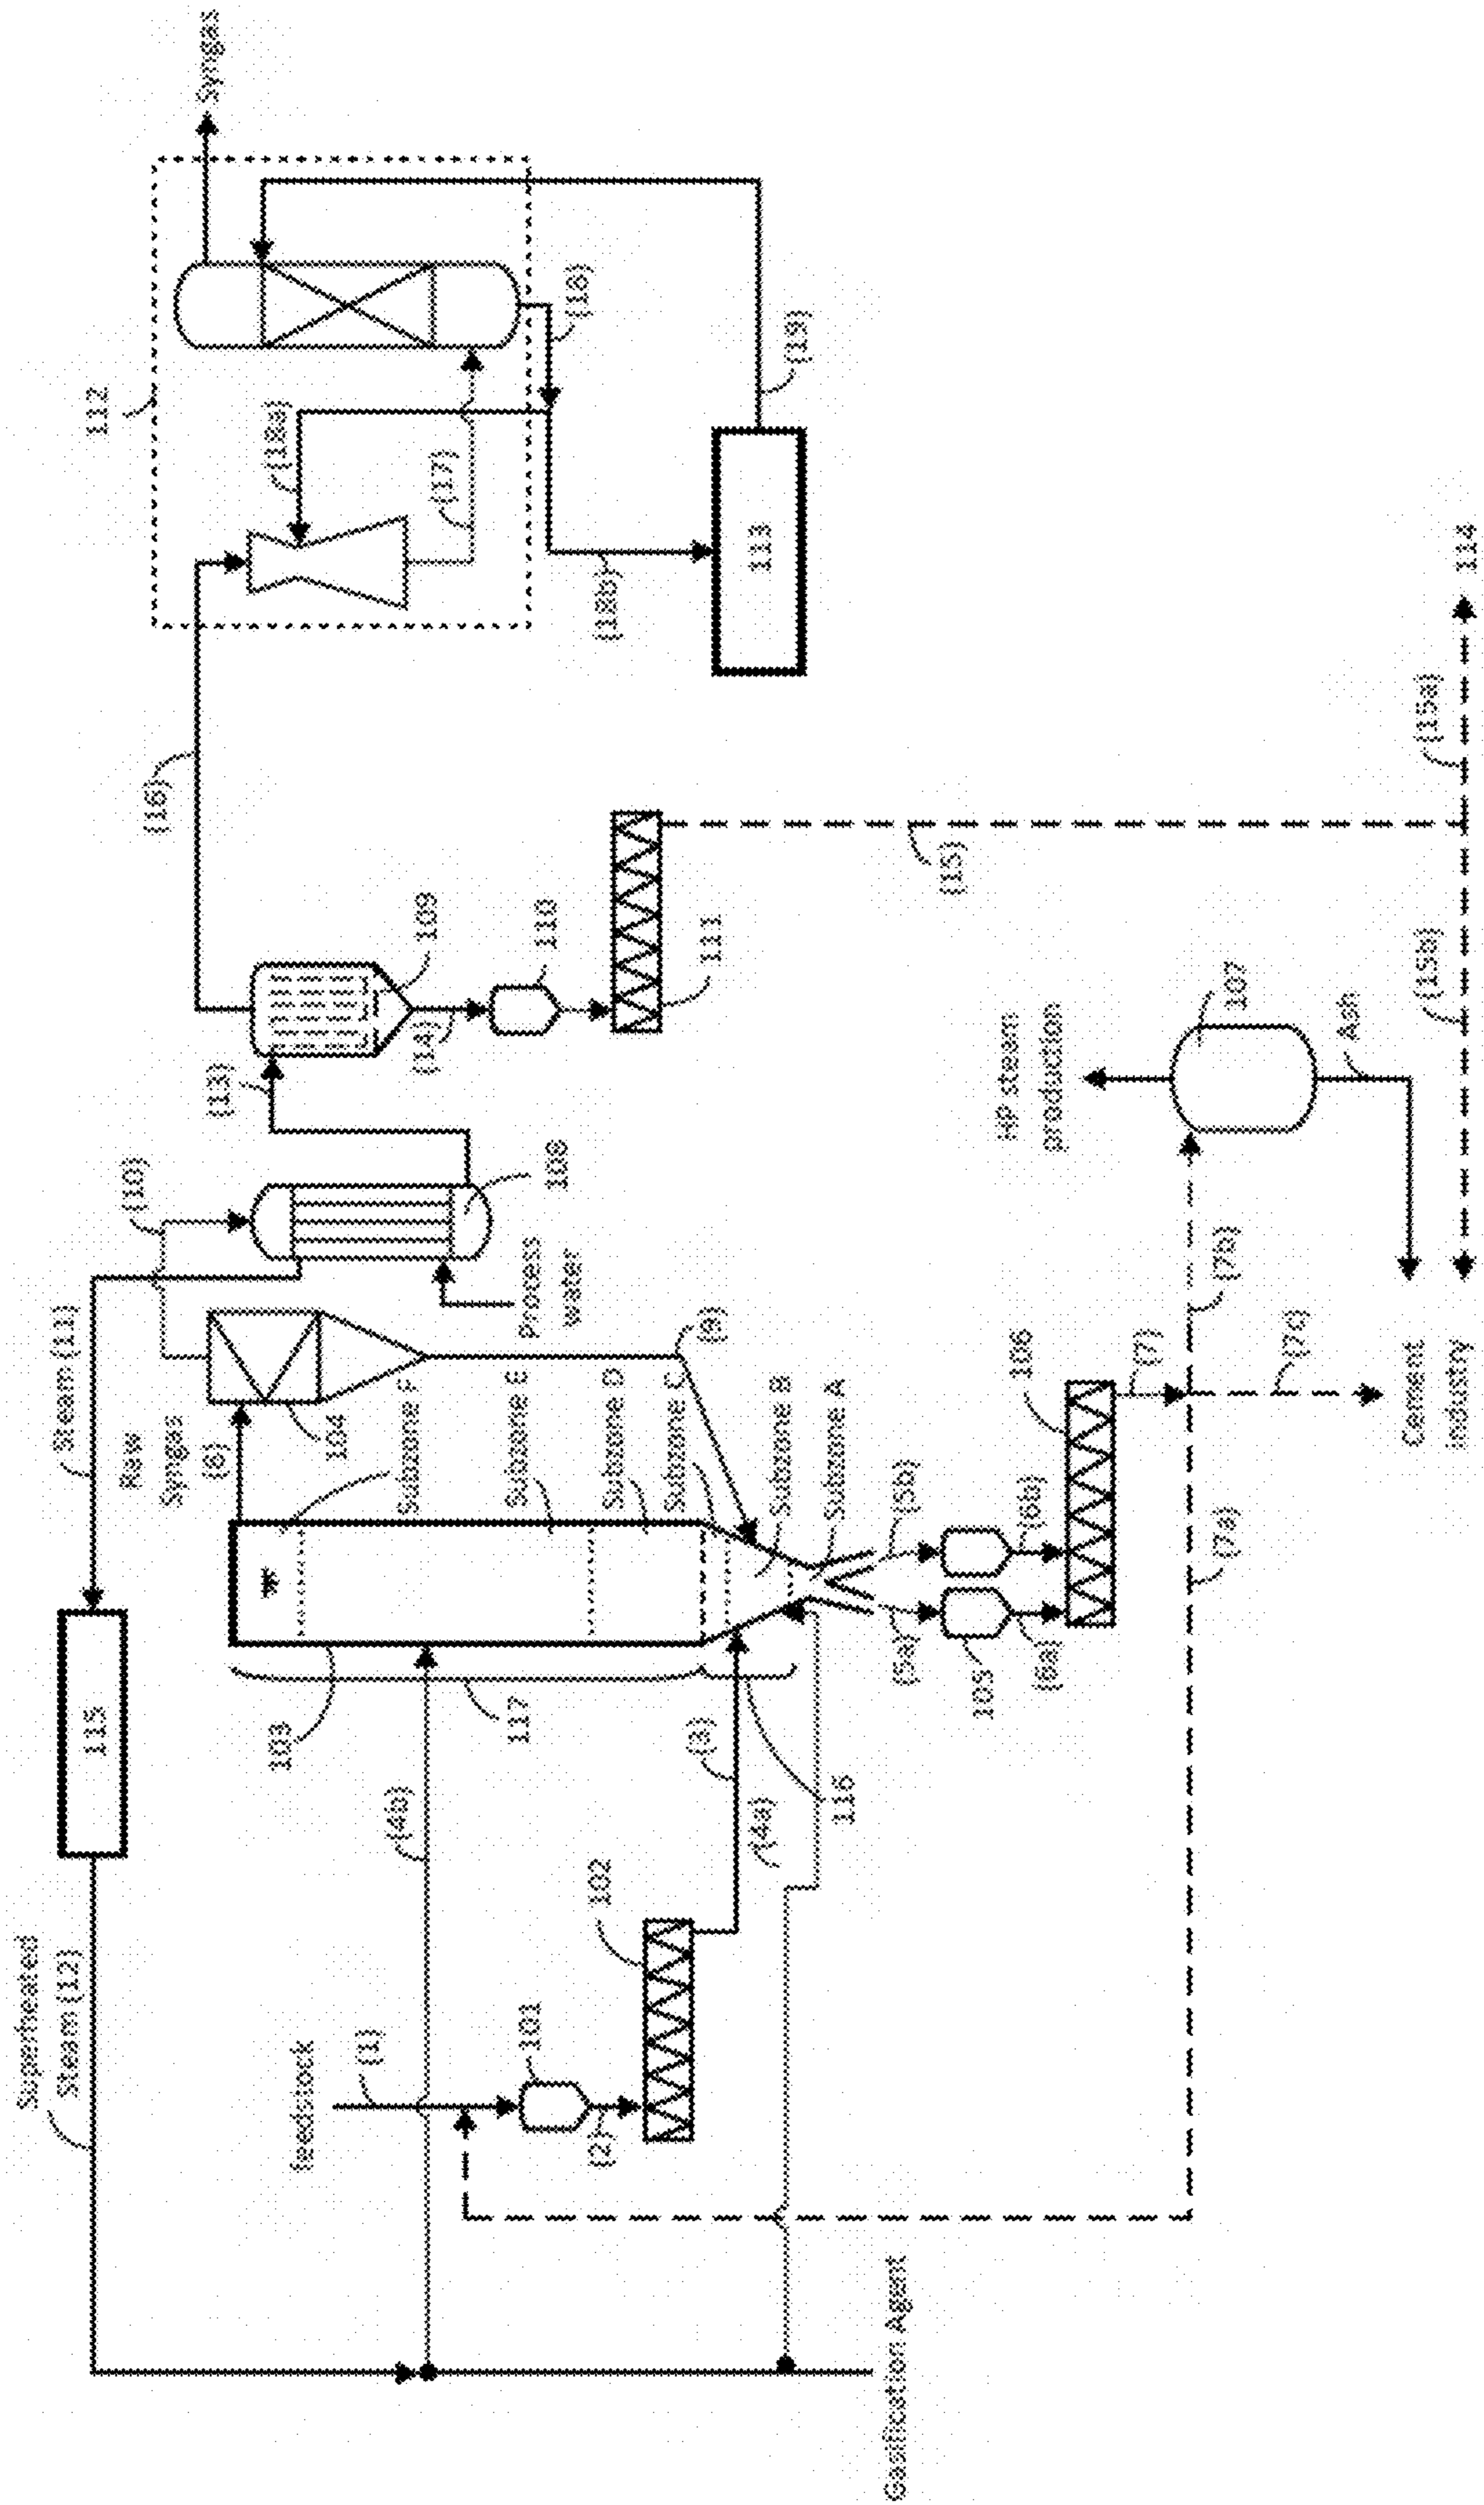 Superheated
Steam (12)
115
Steam (11)
Raw
Syngas
(8)
(10)
(13)
(16)
112
Syngas
feedstock
(1)
101
(2)
102
(4b)
103
117
104
Subzone F
Subzone E
Subzone D
Subzone C
Subzone B
Subzone A
(9)
Process
water
108
109
(14)
110
111
(18a)
(17)
(18)
(18b)
113
(19)
(3)
(4a)
116
(5a)
(5b)
105
(6a)
(6b)
106
(7)
(7a)
(7b)
(7c)
HP steam
production
107
Ash
(15)
(15a)
114
Cement
industry
Gasification Agent